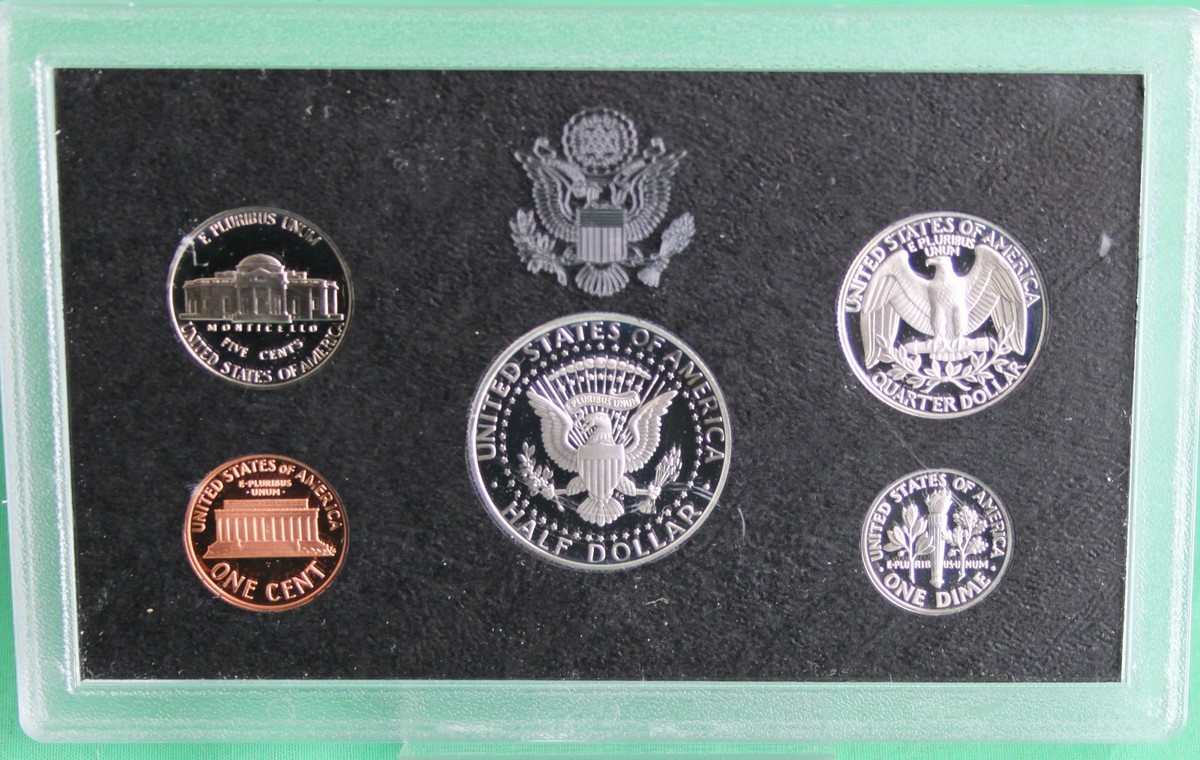 E PLURIBUS UNUM
MONTICELLO
FIVE CENTS
UNITED STATES OF AMERICA
UNITED STATES OF AMERICA
E·PLURIBUS
·UNUM·
ONE CENT
UNITED STATES OF AMERICA
PLURIBUS UNUM
· HALF DOLLAR ·
UNITED STATES OF AMERICA
E PLURIBUS
UNUM
QUARTER DOLLAR
UNITED STATES OF AMERICA
E·PLURIBUS·UNUM
· ONE DIME ·